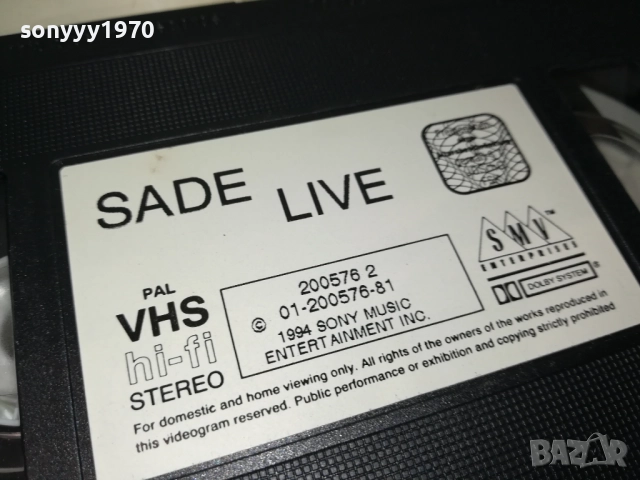 sonyyy1970
SADE LIVE
PAL
VHS
hi-fi
STEREO
200576 2
© 01-200576-81
1994 SONY MUSIC
ENTERTAINMENT INC.
SMV
ENTERPRISES
DOLBY SYSTEM ®
For domestic and home viewing only. All rights of the owners of the works reproduced in
this videogram reserved. Public performance or exhibition and copying strictly prohibited
BAZAR